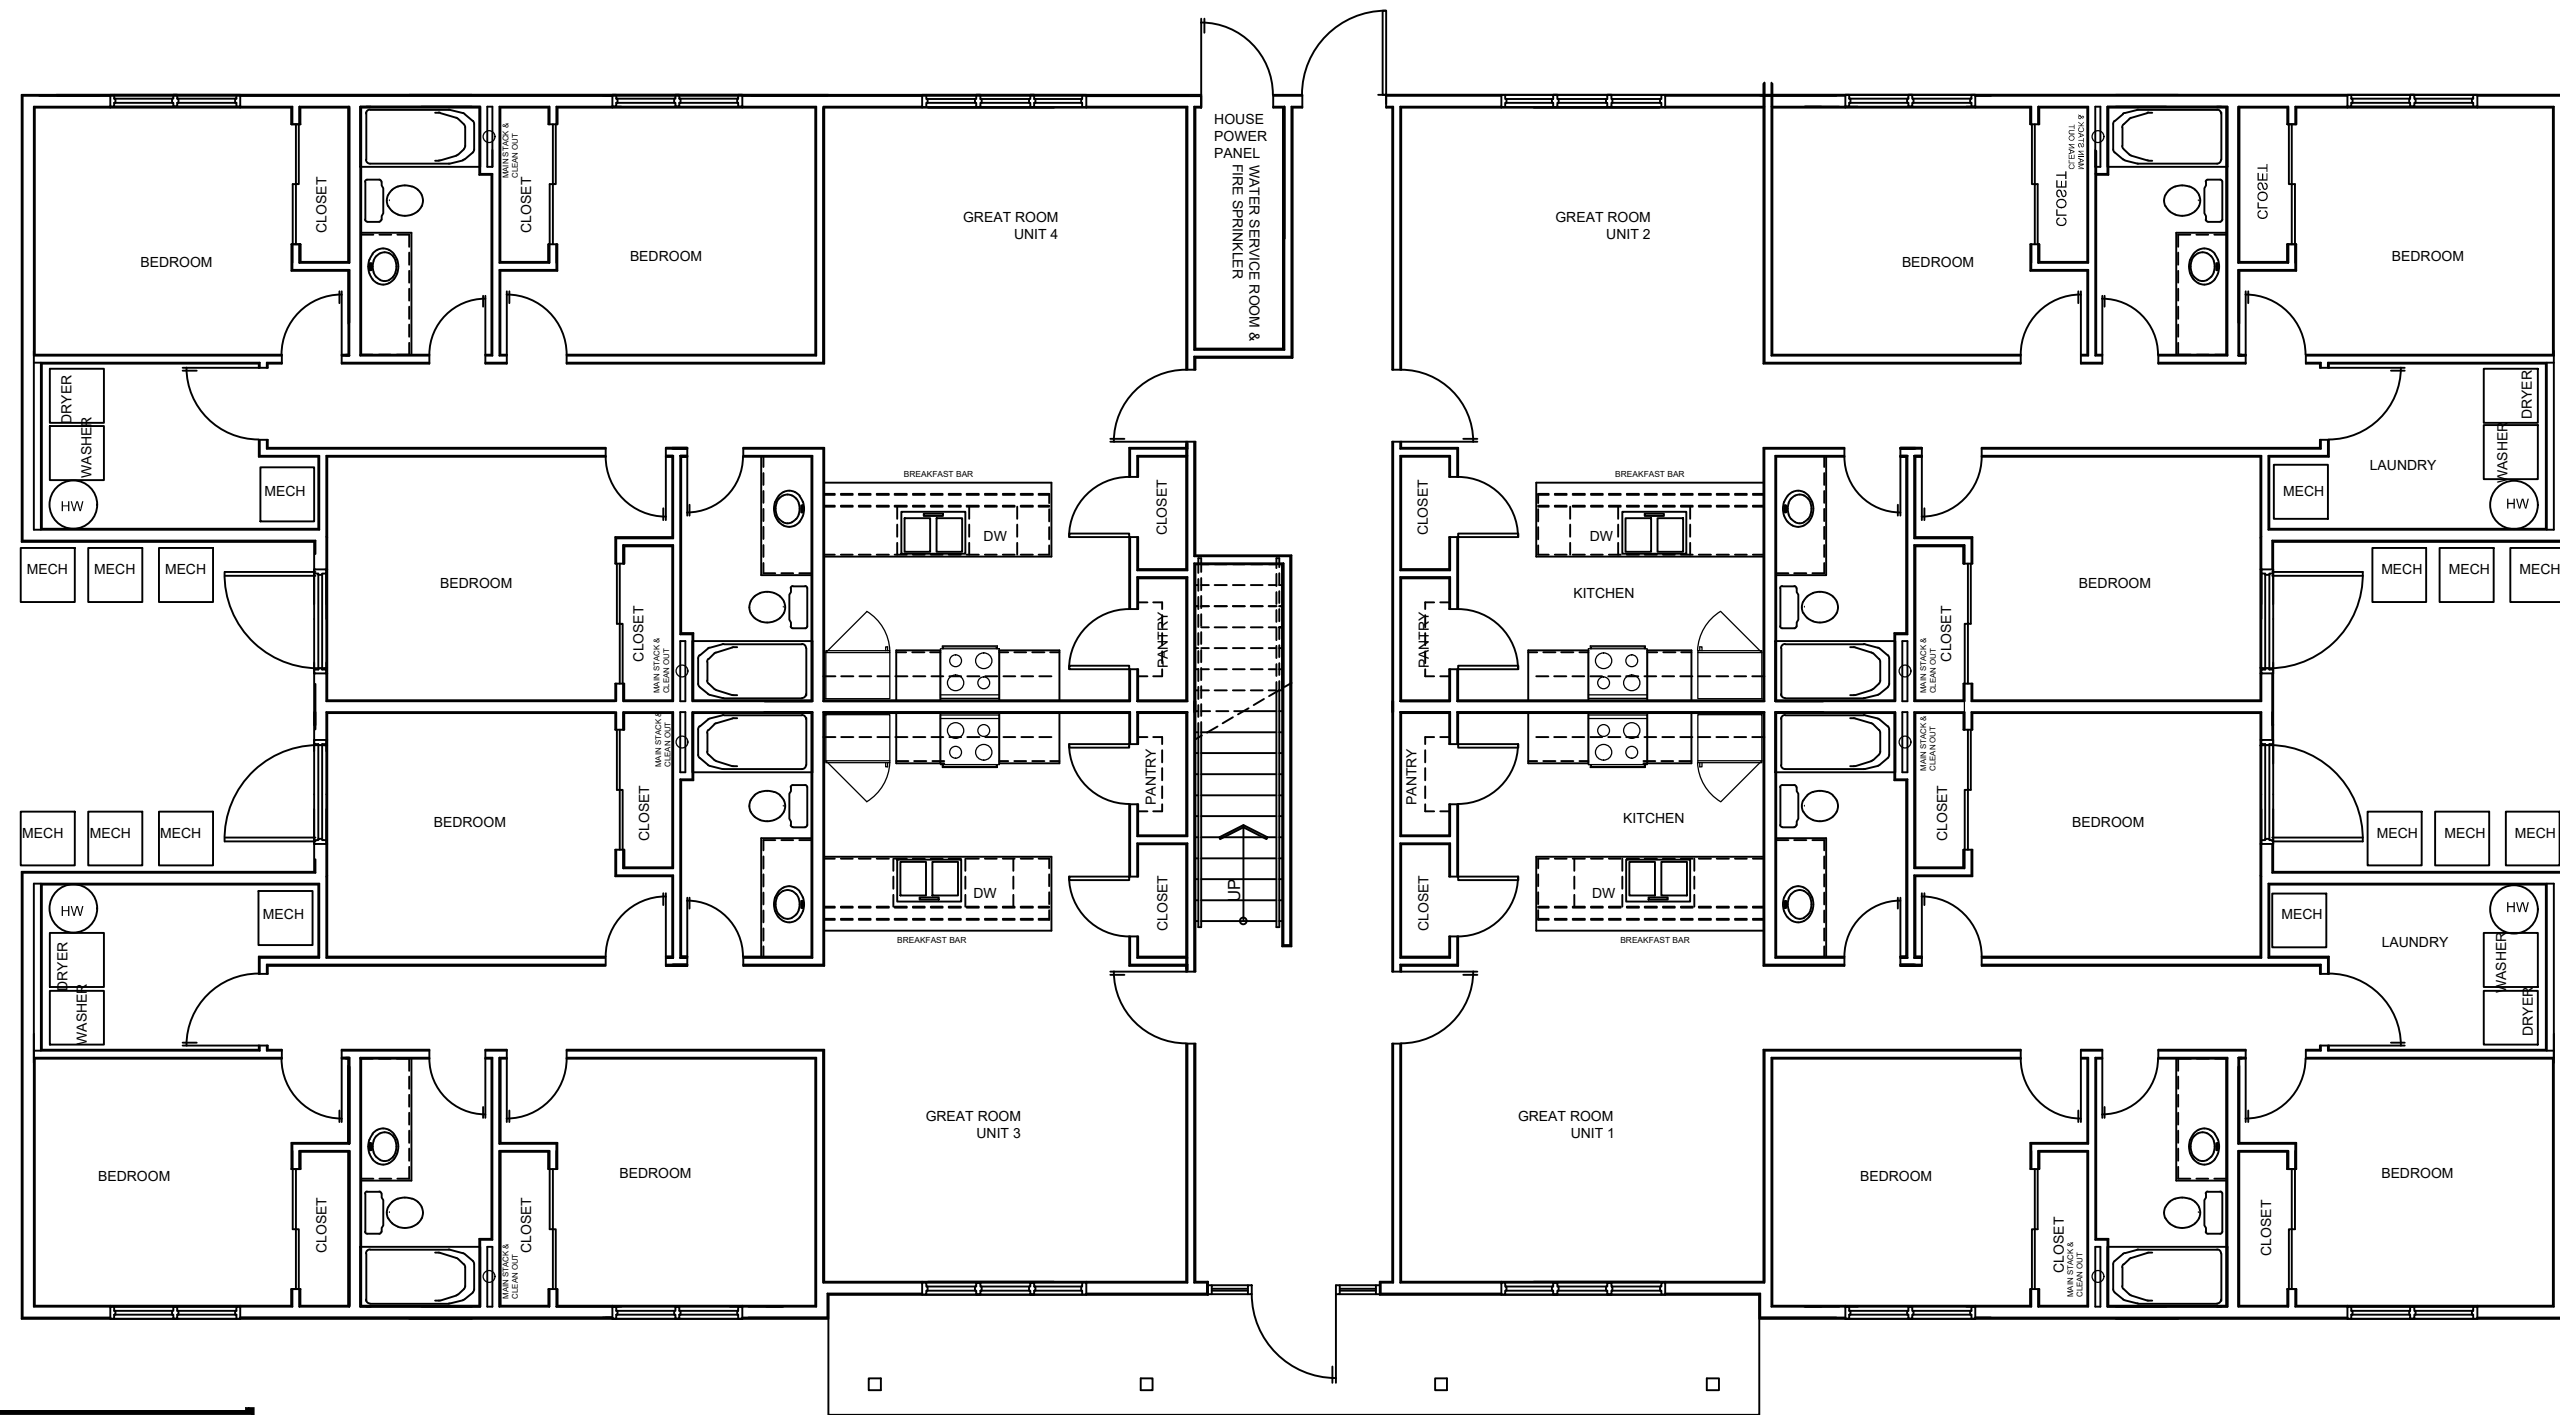 HOUSE
POWER
PANEL
WATER SERVICE ROOM &
FIRE SPRINKLER
GREAT ROOM
UNIT 4
GREAT ROOM
UNIT 2
BEDROOM
CLOSET
MAIN STACK &
CLEAN OUT
CLOSET
BEDROOM
BEDROOM
CLOSET
MAIN STACK &
CLEAN OUT
CLOSET
BEDROOM
DRYER
WASHER
HW
MECH
BREAKFAST BAR
DW
CLOSET
CLOSET
BREAKFAST BAR
DW
LAUNDRY
MECH
DRYER
WASHER
HW
MECH
MECH
MECH
BEDROOM
CLOSET
MAIN STACK &
CLEAN OUT
PANTRY
PANTRY
KITCHEN
CLOSET
MAIN STACK &
CLEAN OUT
BEDROOM
MECH
MECH
MECH
MECH
MECH
MECH
BEDROOM
MAIN STACK &
CLEAN OUT
CLOSET
PANTRY
PANTRY
KITCHEN
MAIN STACK &
CLEAN OUT
CLOSET
BEDROOM
MECH
MECH
MECH
HW
DRYER
WASHER
MECH
DW
BREAKFAST BAR
CLOSET
UP
CLOSET
DW
BREAKFAST BAR
MECH
LAUNDRY
HW
WASHER
DRYER
GREAT ROOM
UNIT 3
GREAT ROOM
UNIT 1
BEDROOM
CLOSET
MAIN STACK &
CLEAN OUT
CLOSET
BEDROOM
BEDROOM
CLOSET
MAIN STACK &
CLEAN OUT
CLOSET
BEDROOM